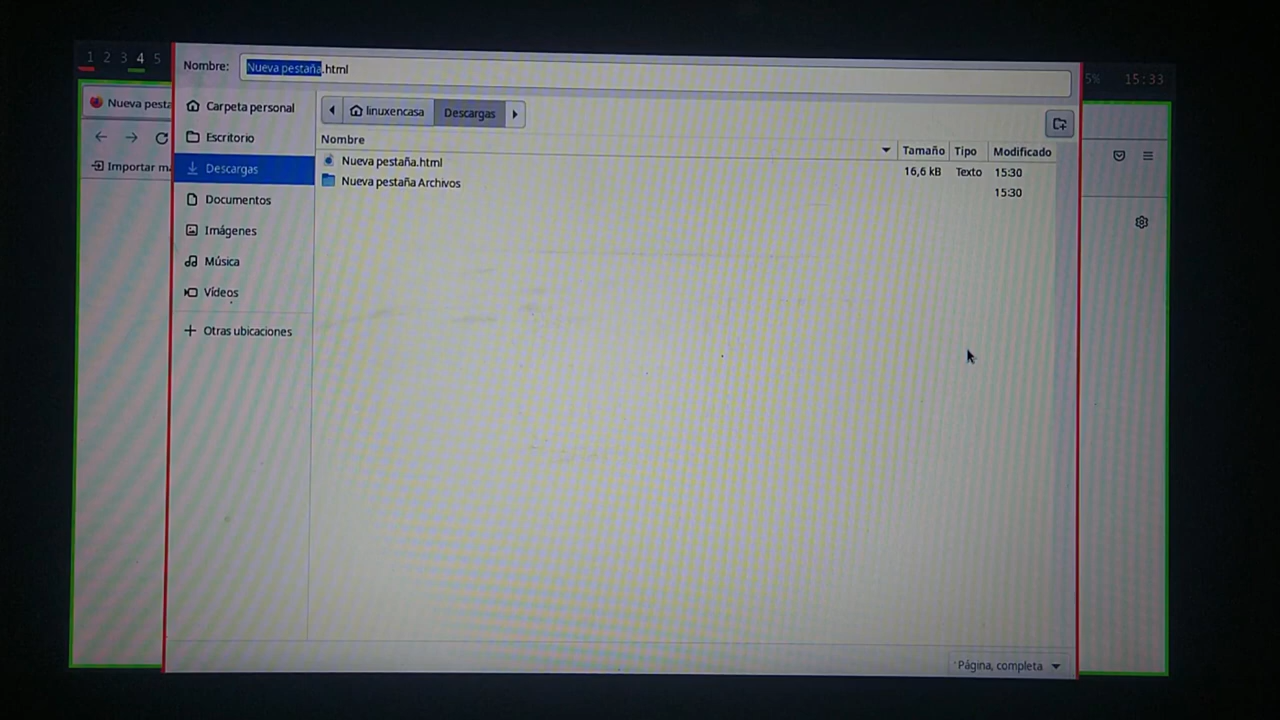 1 2 3 4 5
5% 15:33
Nombre: Nueva pestaña.html
Nueva pesta
Importar m
Carpeta personal
Escritorio
Descargas
Documentos
Imágenes
Música
Vídeos
Otras ubicaciones
linuxencasa Descargas
Nombre Tamaño Tipo Modificado
Nueva pestaña.html 16,6 kB Texto 15:30
Nueva pestaña Archivos 15:30
Página, completa